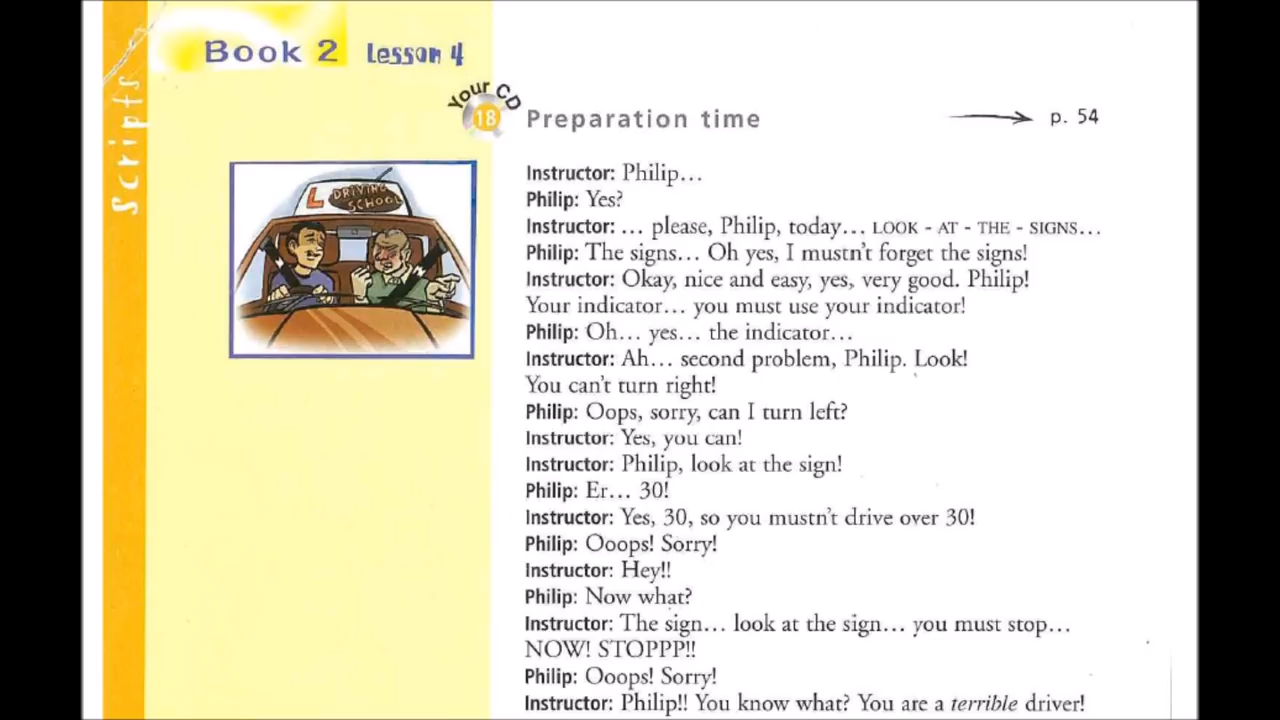 Scripts
Book 2 Lesson 4
Your CD
18 Preparation time p. 54
L DRIVING
SCHOOL
Instructor: Philip...
Philip: Yes?
Instructor: ... please, Philip, today... LOOK - AT - THE - SIGNS...
Philip: The signs... Oh yes, I mustn't forget the signs!
Instructor: Okay, nice and easy, yes, very good. Philip!
Your indicator... you must use your indicator!
Philip: Oh... yes... the indicator...
Instructor: Ah... second problem, Philip. Look!
You can't turn right!
Philip: Oops, sorry, can I turn left?
Instructor: Yes, you can!
Instructor: Philip, look at the sign!
Philip: Er... 30!
Instructor: Yes, 30, so you mustn't drive over 30!
Philip: Ooops! Sorry!
Instructor: Hey!!
Philip: Now what?
Instructor: The sign... look at the sign... you must stop...
NOW! STOPPP!!
Philip: Ooops! Sorry!
Instructor: Philip!! You know what? You are a terrible driver!